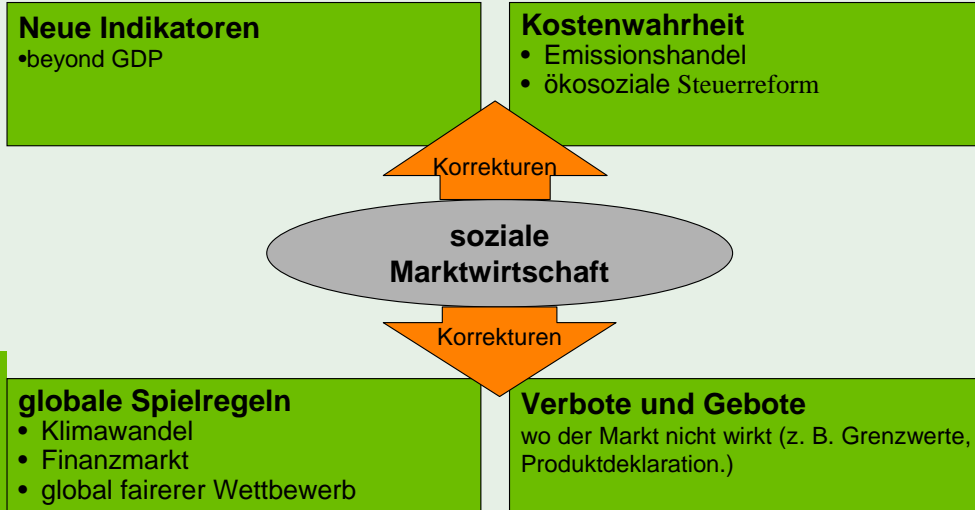 Neue Indikatoren
•beyond GDP
Kostenwahrheit
• Emissionshandel
• ökosoziale Steuerreform
Korrekturen
soziale
Marktwirtschaft
Korrekturen
globale Spielregeln
• Klimawandel
• Finanzmarkt
• global fairerer Wettbewerb
Verbote und Gebote
wo der Markt nicht wirkt (z. B. Grenzwerte,
Produktdeklaration.)